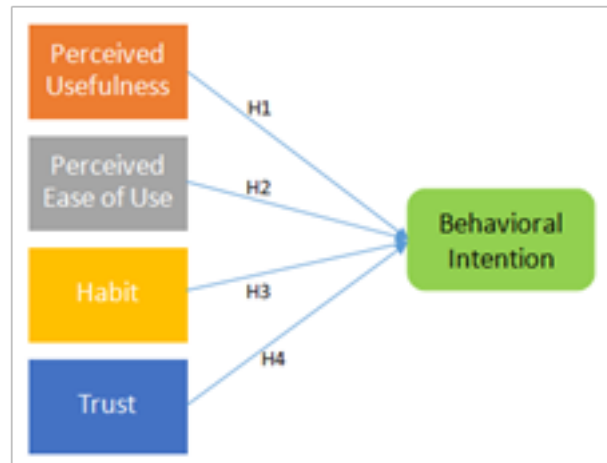 Perceived
Usefulness
H1
Perceived
Ease of Use
H2
Behavioral
Intention
Habit
H3
H4
Trust